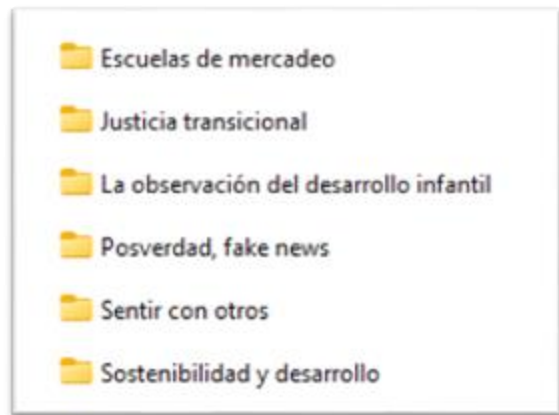 Escuelas de mercadeo
Justicia transicional
La observación del desarrollo infantil
Posverdad, fake news
Sentir con otros
Sostenibilidad y desarrollo